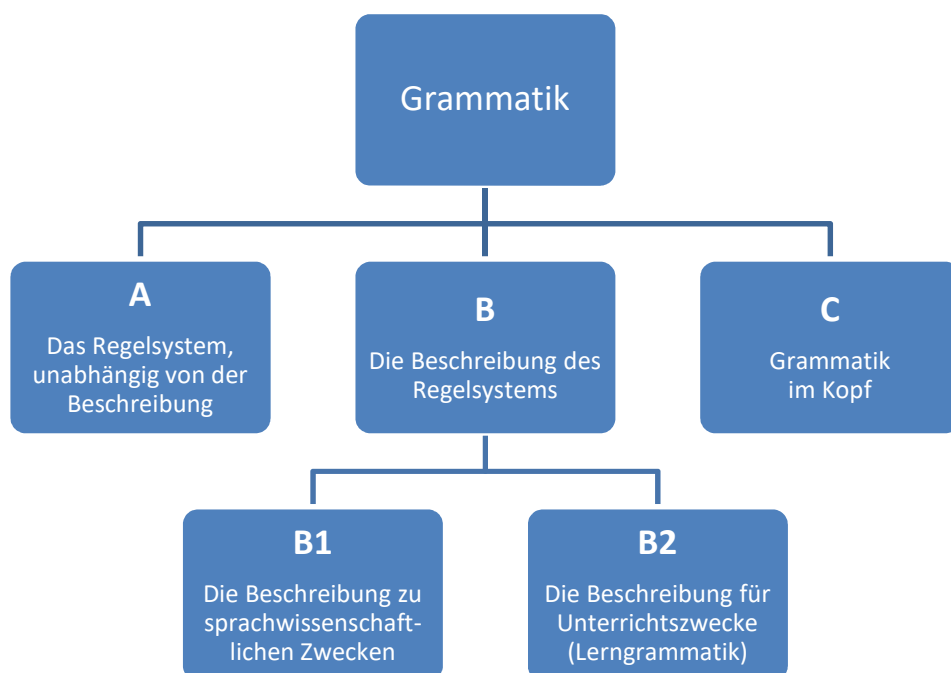 Grammatik
A
Das Regelsystem,
unabhängig von der
Beschreibung
B
Die Beschreibung des
Regelsystems
C
Grammatik
im Kopf
B1
Die Beschreibung zu
sprachwissenschaft-
lichen Zwecken
B2
Die Beschreibung für
Unterrichtszwecke
(Lerngrammatik)